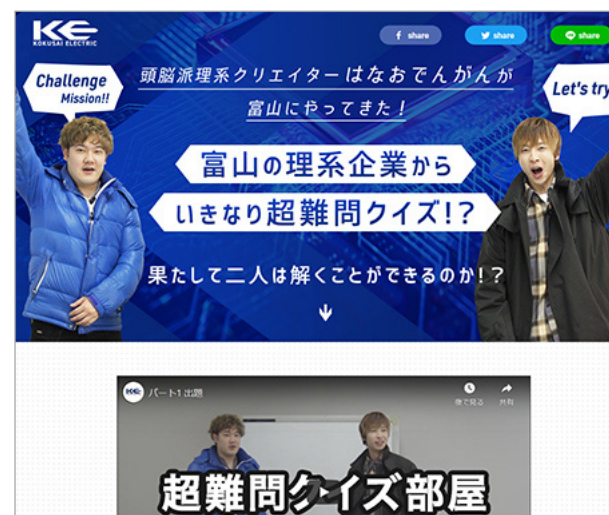 KE
KOKUSAI ELECTRIC
share
share
share
Challenge
Mission!!
頭脳派理系クリエイターはなおでんがんが
富山にやってきた!
Let's try
富山の理系企業から
いきなり超難問クイズ!?
果たして二人は解くことができるのか!?
KE
パート1 出題
後で見る
共有
超難問クイズ部屋